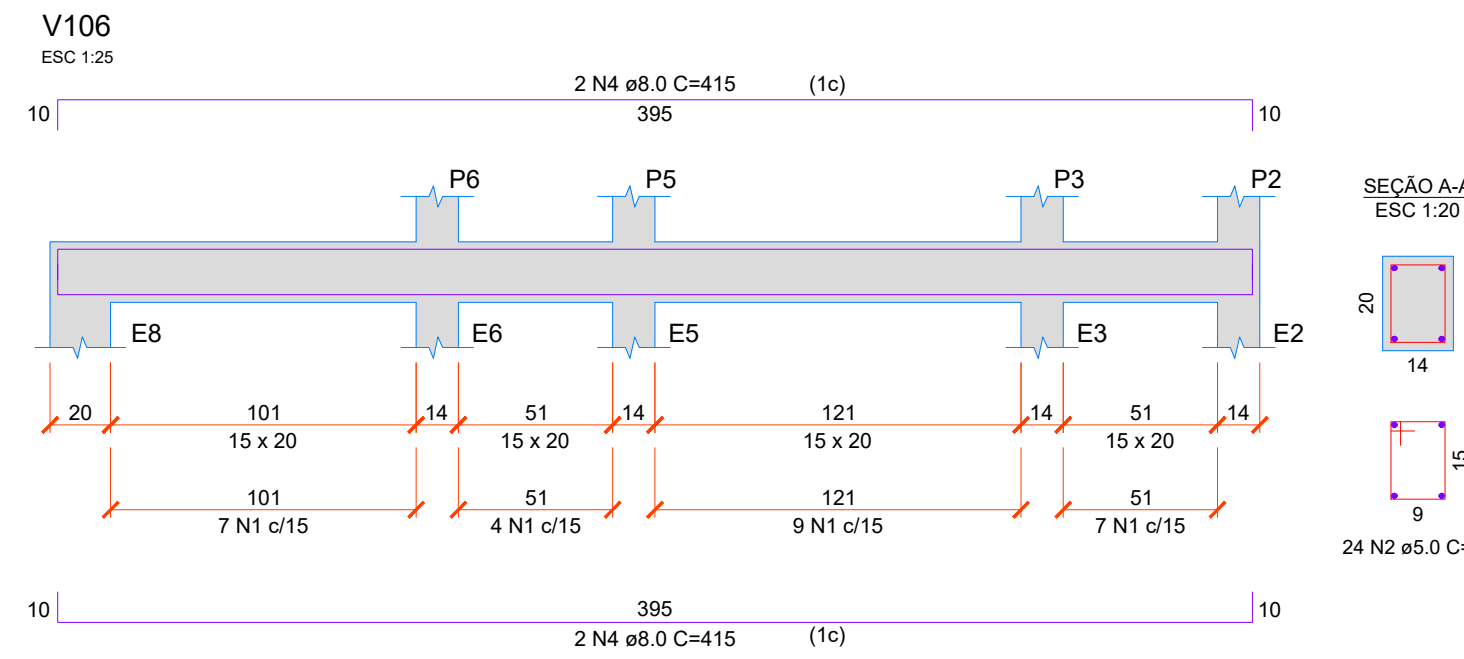 V106
ESC 1:25
2 N4 ø8.0 C=415 (1c)
10 395 10
P6 P5 P3 P2
SEÇÃO A-A
ESC 1:20
20
14
E8 E6 E5 E3 E2
20 101 14 51 14 121 14 51 14
15 x 20 15 x 20 15 x 20 15 x 20
15
9
101 51 121 51
7 N1 c/15 4 N1 c/15 9 N1 c/15 7 N1 c/15
24 N2 ø5.0 C=
10 395 10
2 N4 ø8.0 C=415 (1c)